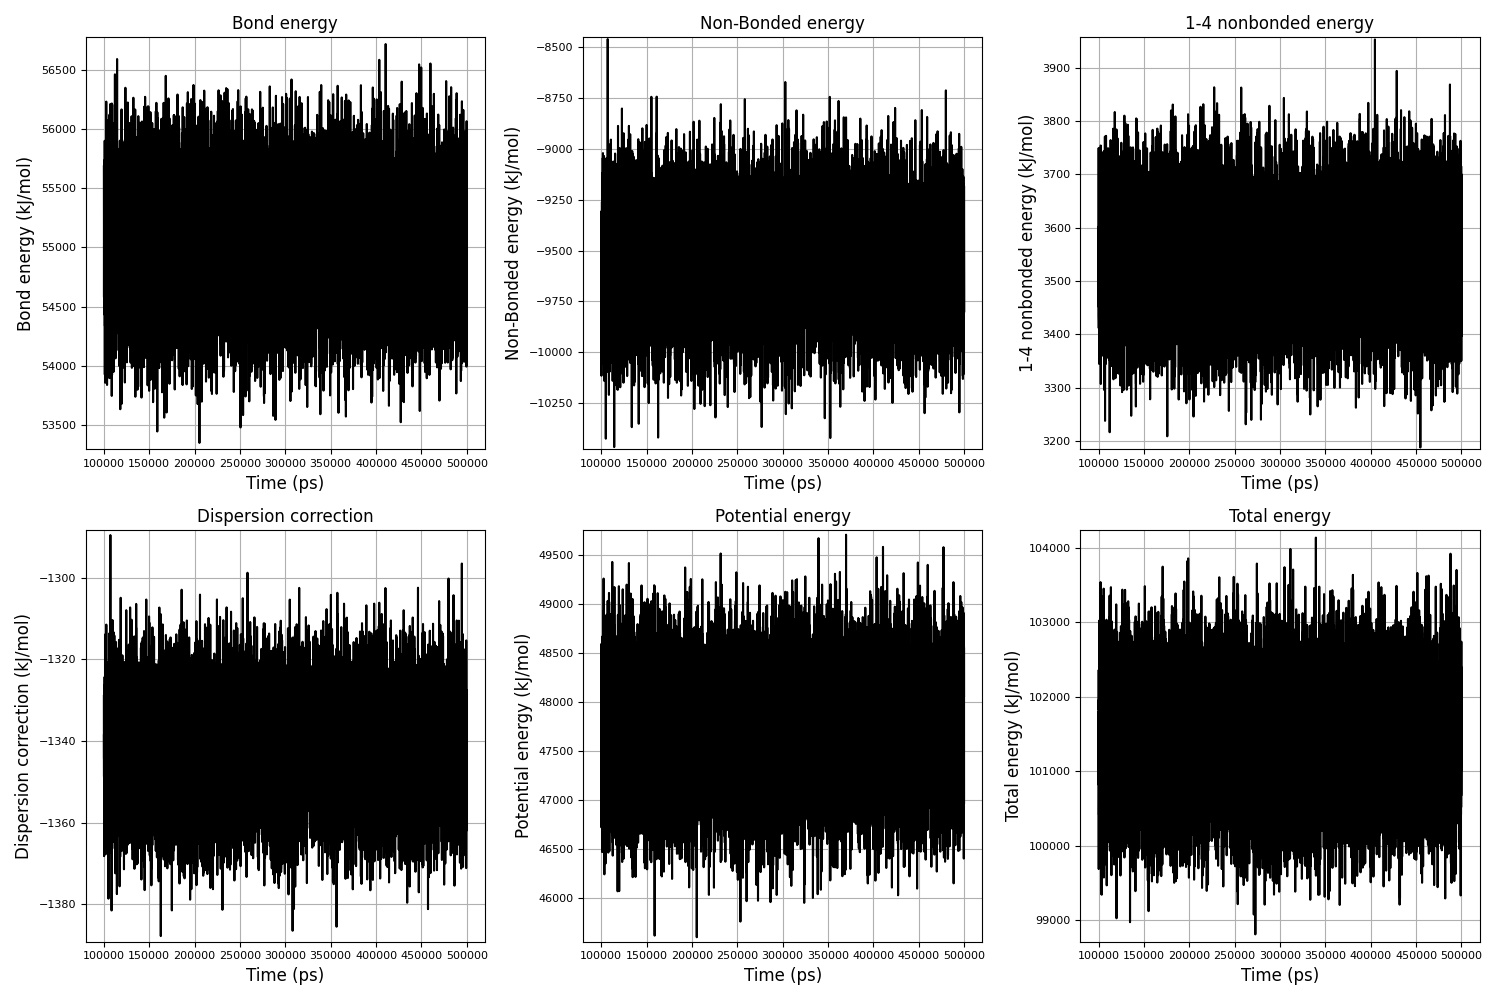 Bond energy
Bond energy (kJ/mol)
56500
56000
55500
55000
54500
54000
53500
100000 150000 200000 250000 300000 350000 400000 450000 500000
Time (ps)
Non-Bonded energy
Non-Bonded energy (kJ/mol)
−8500
−8750
−9000
−9250
−9500
−9750
−10000
−10250
100000 150000 200000 250000 300000 350000 400000 450000 500000
Time (ps)
1-4 nonbonded energy
1-4 nonbonded energy (kJ/mol)
3900
3800
3700
3600
3500
3400
3300
3200
100000 150000 200000 250000 300000 350000 400000 450000 500000
Time (ps)
Dispersion correction
Dispersion correction (kJ/mol)
−1300
−1320
−1340
−1360
−1380
100000 150000 200000 250000 300000 350000 400000 450000 500000
Time (ps)
Potential energy
Potential energy (kJ/mol)
49500
49000
48500
48000
47500
47000
46500
46000
100000 150000 200000 250000 300000 350000 400000 450000 500000
Time (ps)
Total energy
Total energy (kJ/mol)
104000
103000
102000
101000
100000
99000
100000 150000 200000 250000 300000 350000 400000 450000 500000
Time (ps)